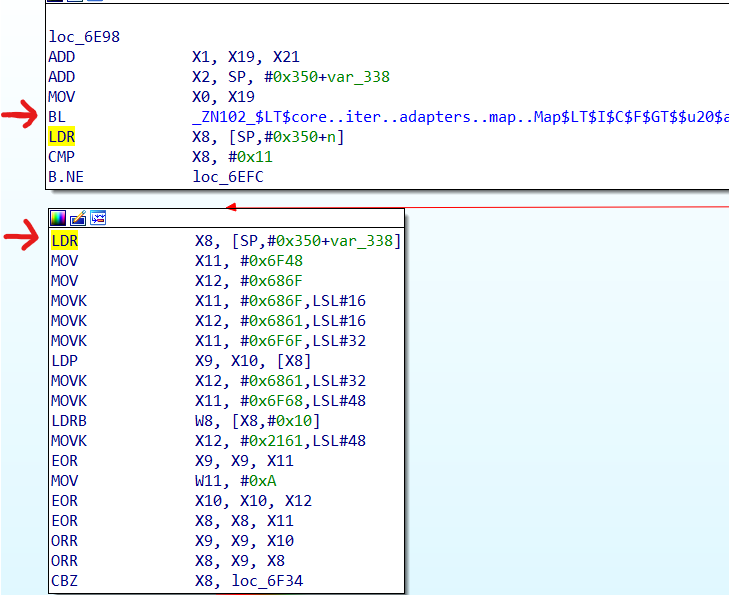 loc_6E98
ADD X1, X19, X21
ADD X2, SP, #0x350+var_338
MOV X0, X19
BL _ZN102_$LT$core..iter..adapters..map..Map$LT$I$C$F$GT$$u20$a
LDR X8, [SP,#0x350+n]
CMP X8, #0x11
B.NE loc_6EFC
LDR X8, [SP,#0x350+var_338]
MOV X11, #0x6F48
MOV X12, #0x686F
MOVK X11, #0x686F,LSL#16
MOVK X12, #0x6861,LSL#16
MOVK X11, #0x6F6F,LSL#32
LDP X9, X10, [X8]
MOVK X12, #0x6861,LSL#32
MOVK X11, #0x6F68,LSL#48
LDRB W8, [X8,#0x10]
MOVK X12, #0x2161,LSL#48
EOR X9, X9, X11
MOV W11, #0xA
EOR X10, X10, X12
EOR X8, X8, X11
ORR X9, X9, X10
ORR X8, X9, X8
CBZ X8, loc_6F34